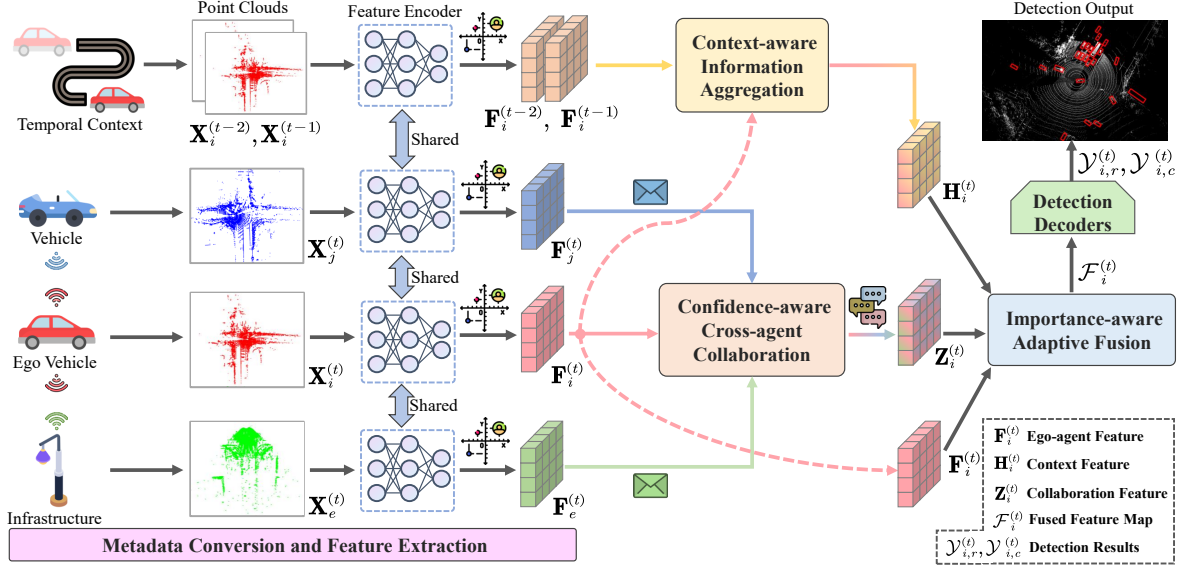 Point Clouds
Feature Encoder
Detection Output
Temporal Context
X_i^{(t-2)}, X_i^{(t-1)}
F_i^{(t-2)}, F_i^{(t-1)}
Context-aware
Information
Aggregation
Shared
H_i^{(t)}
Y_{i,r}^{(t)}, Y_{i,c}^{(t)}
Detection
Decoders
Vehicle
X_j^{(t)}
F_j^{(t)}
F_i^{(t)}
Shared
Ego Vehicle
X_i^{(t)}
F_i^{(t)}
Confidence-aware
Cross-agent
Collaboration
Z_i^{(t)}
Importance-aware
Adaptive Fusion
Shared
Infrastructure
X_e^{(t)}
F_e^{(t)}
F_i^{(t)}
F_i^{(t)} Ego-agent Feature
H_i^{(t)} Context Feature
Z_i^{(t)} Collaboration Feature
F_i^{(t)} Fused Feature Map
Y_{i,r}^{(t)}, Y_{i,c}^{(t)} Detection Results
Metadata Conversion and Feature Extraction